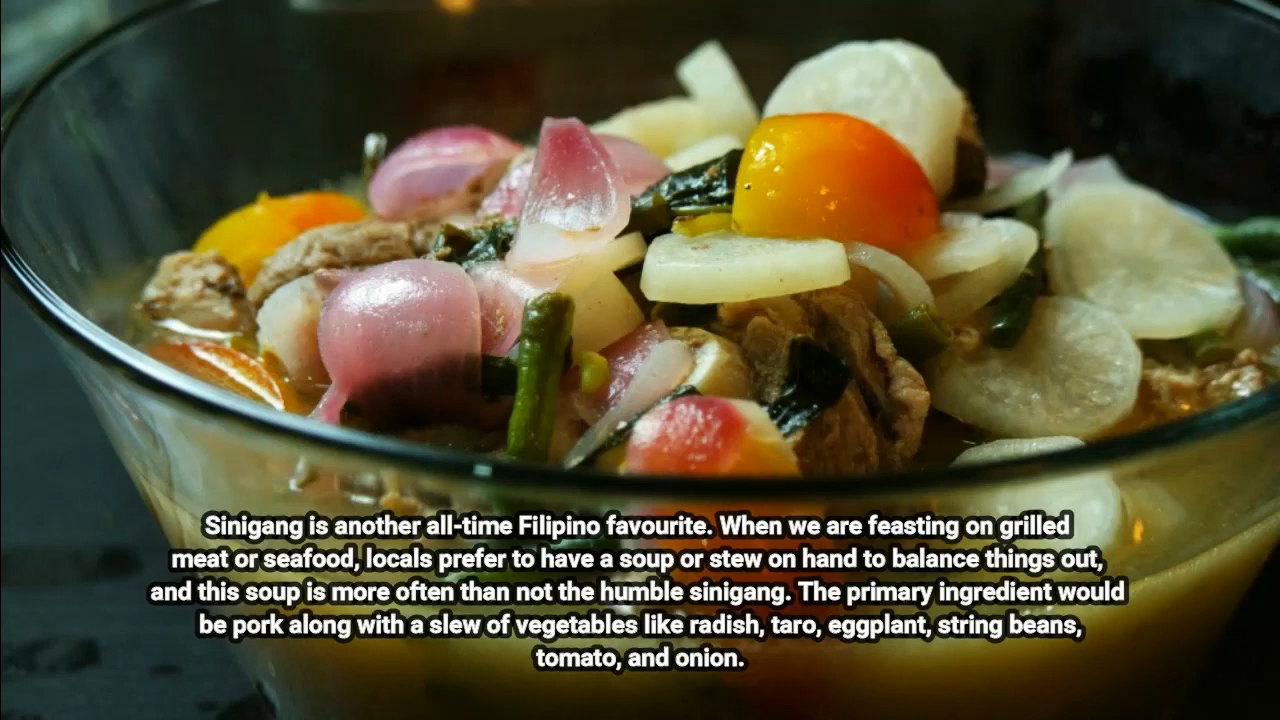 Sinigang is another all-time Filipino favourite. When we are feasting on grilled
meat or seafood, locals prefer to have a soup or stew on hand to balance things out,
and this soup is more often than not the humble sinigang. The primary ingredient would
be pork along with a slew of vegetables like radish, taro, eggplant, string beans,
tomato, and onion.